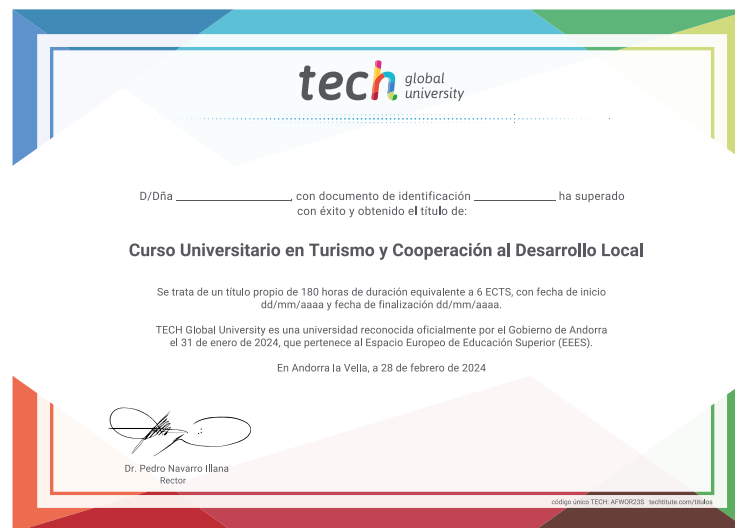 tech global university
D/Dña ______________, con documento de identificación __________ ha superado
con éxito y obtenido el título de:
Curso Universitario en Turismo y Cooperación al Desarrollo Local
Se trata de un título propio de 180 horas de duración equivalente a 6 ECTS, con fecha de inicio
dd/mm/aaaa y fecha de finalización dd/mm/aaaa.
TECH Global University es una universidad reconocida oficialmente por el Gobierno de Andorra
el 31 de enero de 2024, que pertenece al Espacio Europeo de Educación Superior (EEES).
En Andorra la Vella, a 28 de febrero de 2024
Dr. Pedro Navarro Illana
Rector
código único TECH: AFWOR23S techtitute.com/titulos